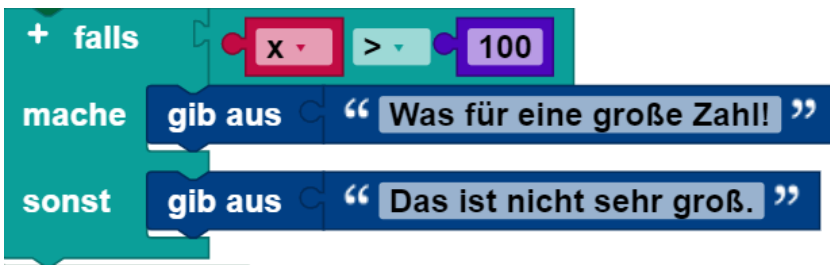 + falls x > 100
mache gib aus “ Was für eine große Zahl! ”
sonst gib aus “ Das ist nicht sehr groß. ”